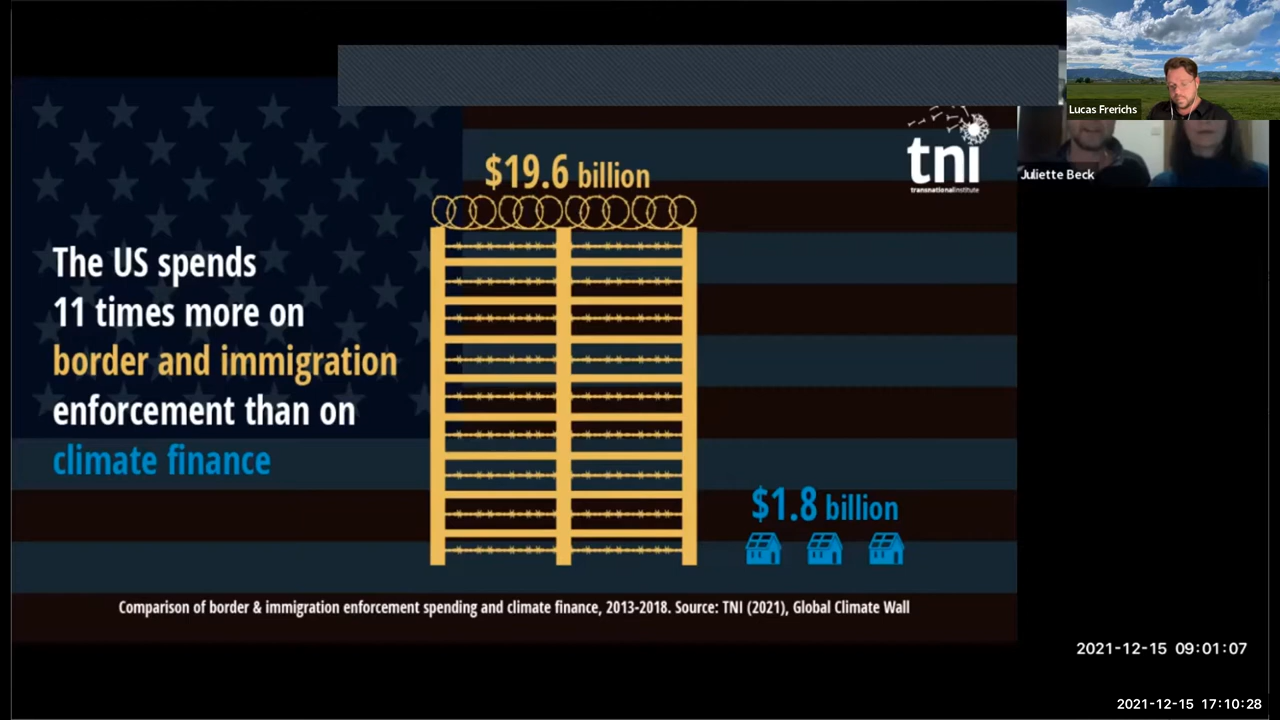 Lucas Frerichs
tni
transnationalinstitute
$19.6 billion
Juliette Beck
The US spends
11 times more on
border and immigration
enforcement than on
climate finance
$1.8 billion
Comparison of border & immigration enforcement spending and climate finance, 2013-2018. Source: TNI (2021), Global Climate Wall
2021-12-15 09:01:07
2021-12-15 17:10:28